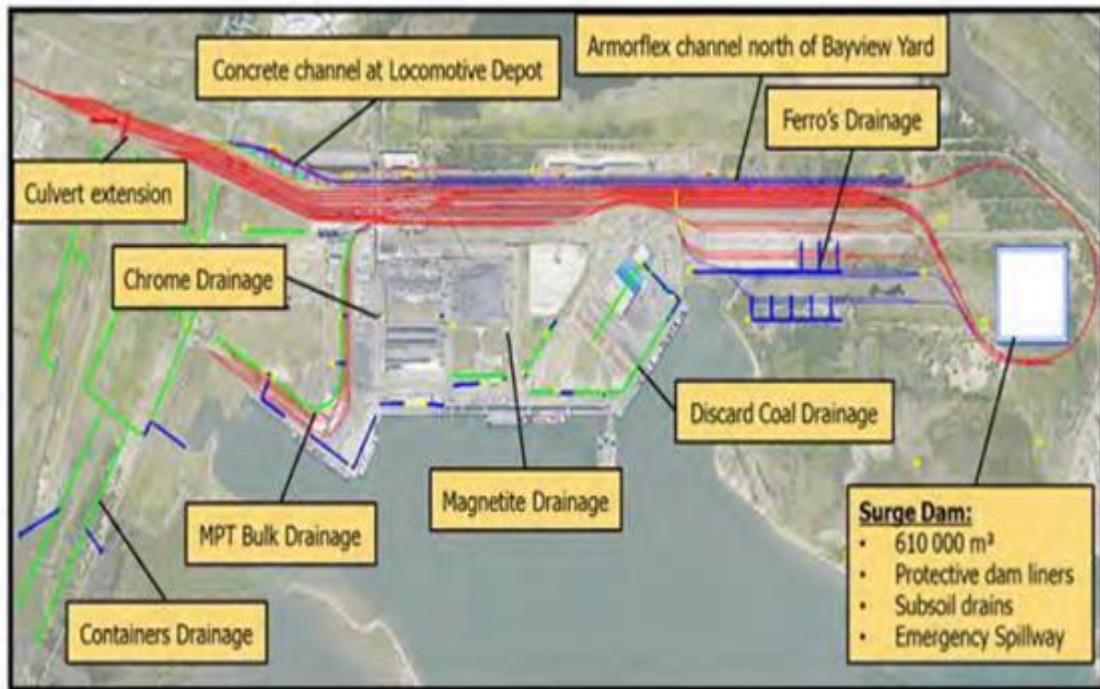 Armorflex channel north of Bayview Yard
Concrete channel at Locomotive Depot
Ferro's Drainage
Culvert extension
Chrome Drainage
Discard Coal Drainage
Magnetite Drainage
MPT Bulk Drainage
Containers Drainage
Surge Dam:
• 610 000 m³
• Protective dam liners
• Subsoil drains
• Emergency Spillway